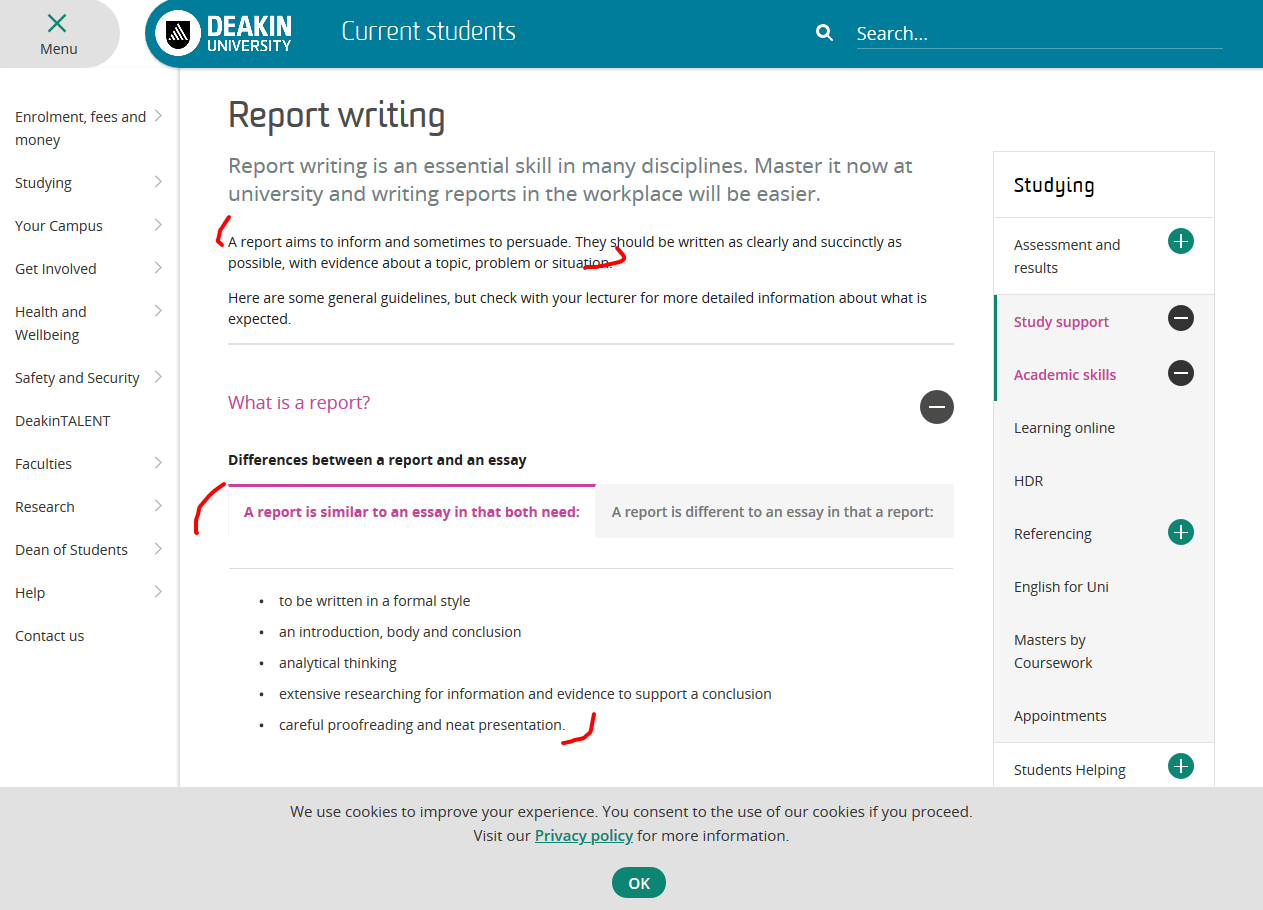 Menu
DEAKIN
UNIVERSITY
Current students
Search...
Enrolment, fees and
money
Studying
Your Campus
Get Involved
Health and
Wellbeing
Safety and Security
DeakinTALENT
Faculties
Research
Dean of Students
Help
Contact us
Report writing
Report writing is an essential skill in many disciplines. Master it now at
university and writing reports in the workplace will be easier.
A report aims to inform and sometimes to persuade. They should be written as clearly and succinctly as
possible, with evidence about a topic, problem or situation.
Here are some general guidelines, but check with your lecturer for more detailed information about what is
expected.
What is a report?
Differences between a report and an essay
A report is similar to an essay in that both need:
A report is different to an essay in that a report:
• to be written in a formal style
• an introduction, body and conclusion
• analytical thinking
• extensive researching for information and evidence to support a conclusion
• careful proofreading and neat presentation.
Studying
Assessment and
results
Study support
Academic skills
Learning online
HDR
Referencing
English for Uni
Masters by
Coursework
Appointments
Students Helping
We use cookies to improve your experience. You consent to the use of our cookies if you proceed.
Visit our Privacy policy for more information.
OK